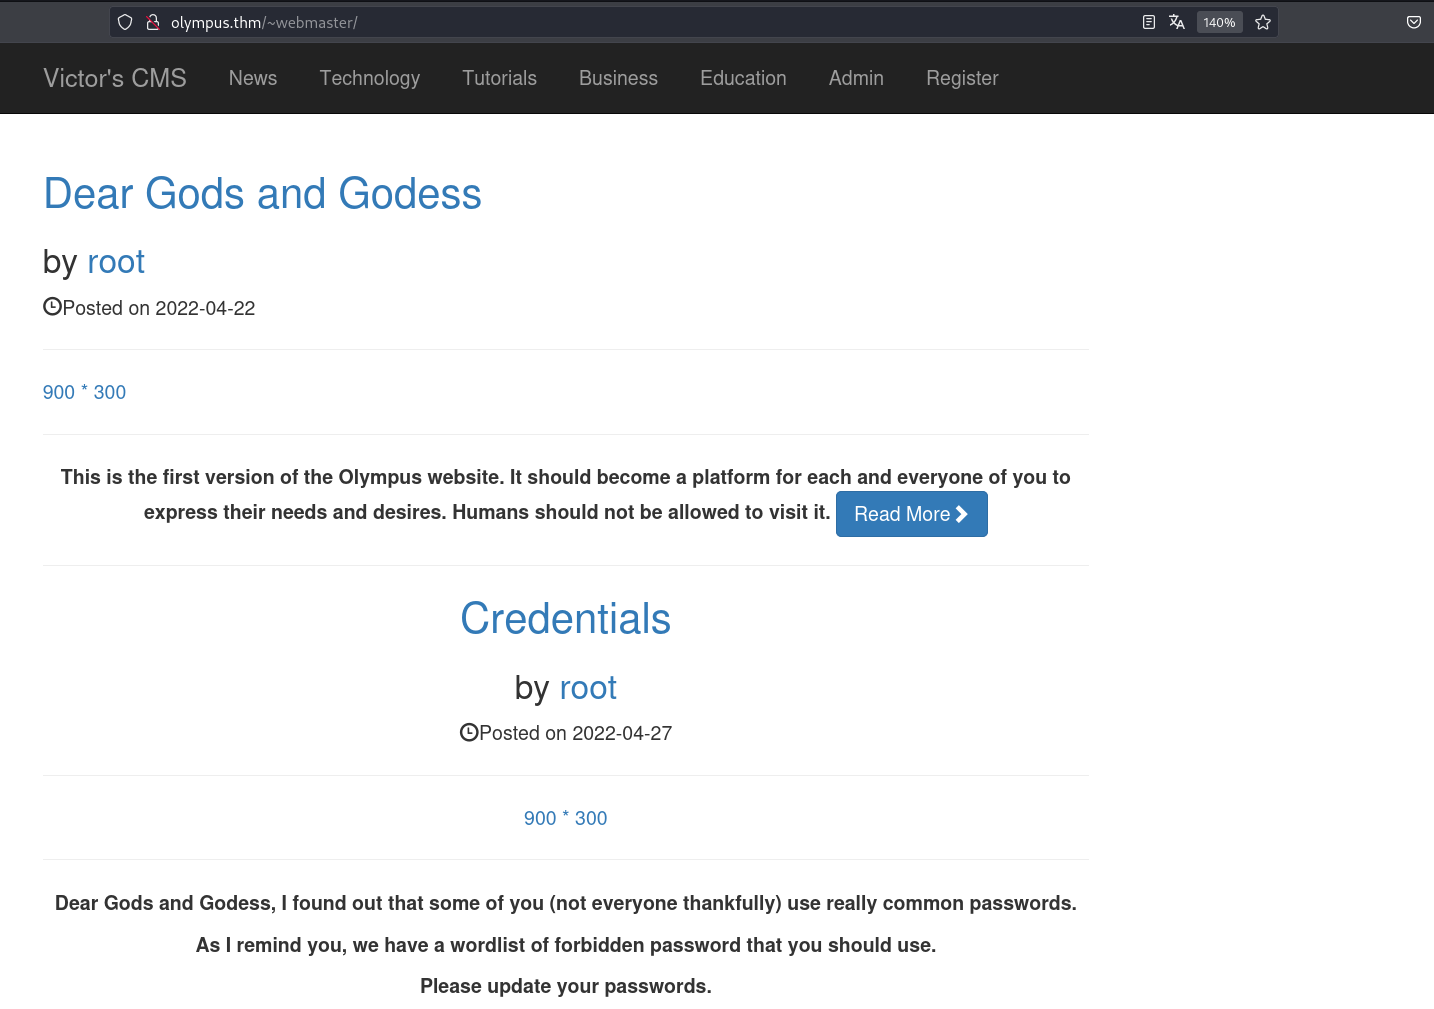 olympus.thm/~webmaster/ 140%
Victor's CMS News Technology Tutorials Business Education Admin Register
Dear Gods and Godess
by root
Posted on 2022-04-22
900 * 300
This is the first version of the Olympus website. It should become a platform for each and everyone of you to
express their needs and desires. Humans should not be allowed to visit it. Read More
Credentials
by root
Posted on 2022-04-27
900 * 300
Dear Gods and Godess, I found out that some of you (not everyone thankfully) use really common passwords.
As I remind you, we have a wordlist of forbidden password that you should use.
Please update your passwords.